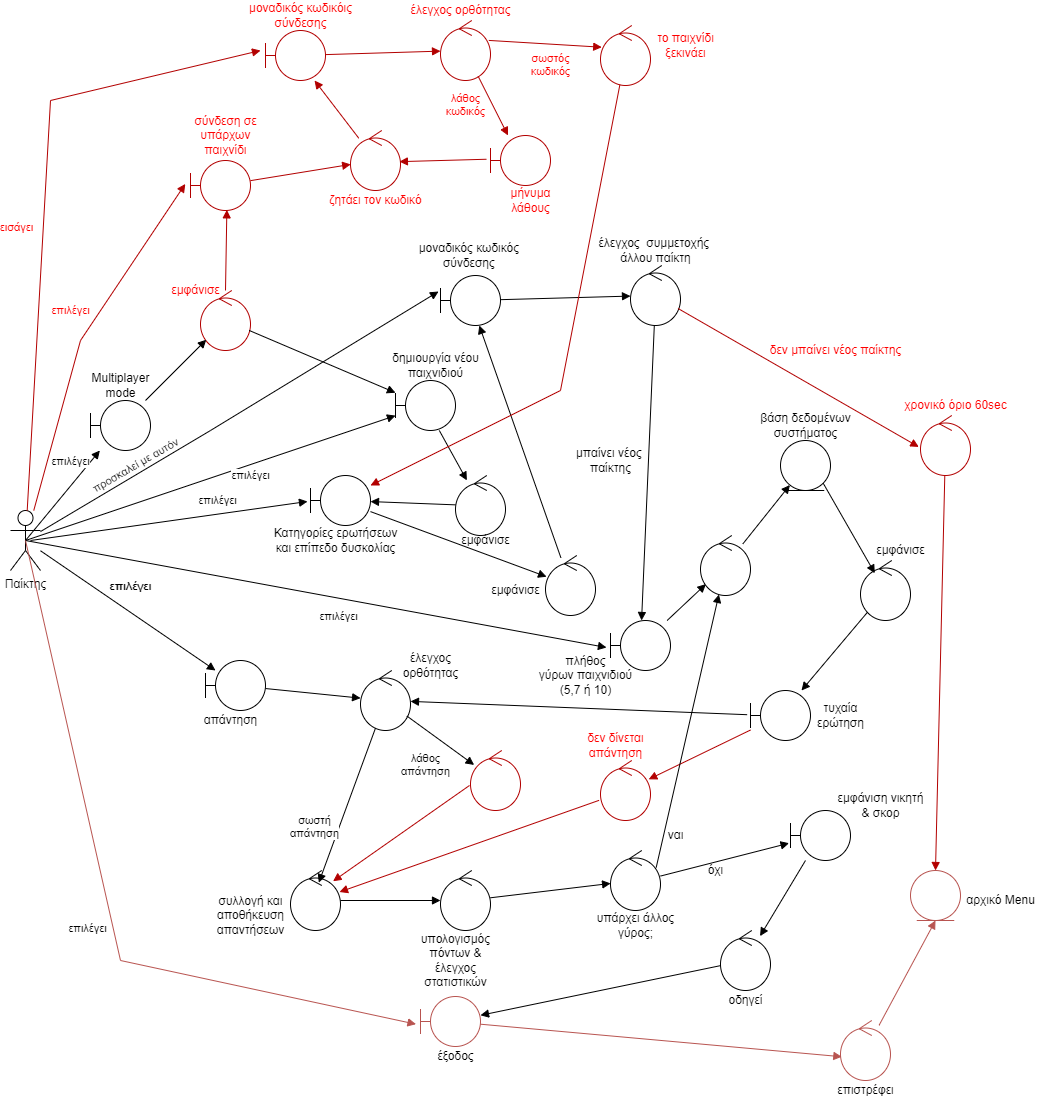 μοναδικός κωδικόις
σύνδεσης
έλεγχος ορθότητας
το παιχνίδι
ξεκινάει
σωστός
κωδικός
λάθος
κωδικός
σύνδεση σε
υπάρχων
παιχνίδι
ζητάει τον κωδικό
μήνυμα
λάθους
εισάγει
μοναδικός κωδικός
σύνδεσης
έλεγχος συμμετοχής
άλλου παίκτη
εμφάνισε
επιλέγει
δεν μπαίνει νέος παίκτης
δημιουργία νέου
παιχνιδιού
Multiplayer
mode
χρονικό όριο 60sec
βάση δεδομένων
συστήματος
προσκαλεί με αυτόν
επιλέγει
επιλέγει
μπαίνει νέος
παίκτης
επιλέγει
Κατηγορίες ερωτήσεων
και επίπεδο δυσκολίας
εμφάνισε
εμφάνισε
Παίκτης
επιλέγει
εμφάνισε
επιλέγει
πλήθος
γύρων παιχνιδιού
(5,7 ή 10)
έλεγχος
ορθότητας
απάντηση
τυχαία
ερώτηση
δεν δίνεται
απάντηση
λάθος
απάντηση
εμφάνιση νικητή
& σκορ
σωστή
απάντηση
ναι
όχι
συλλογή και
αποθήκευση
απαντήσεων
υπάρχει άλλος
γύρος;
αρχικό Menu
επιλέγει
υπολογισμός
πόντων &
έλεγχος
στατιστικών
οδηγεί
έξοδος
επιστρέφει